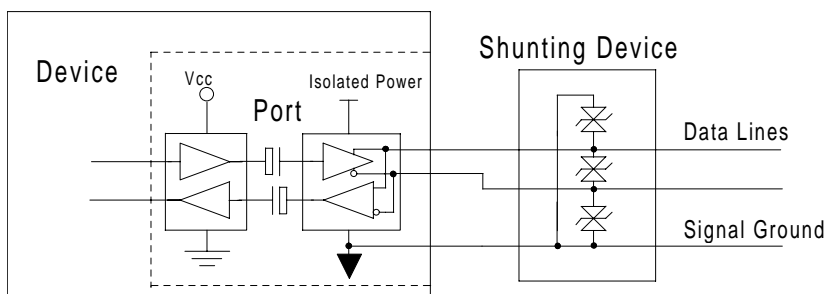 Shunting Device
Device
Vcc
Isolated Power
Port
Data Lines
Signal Ground